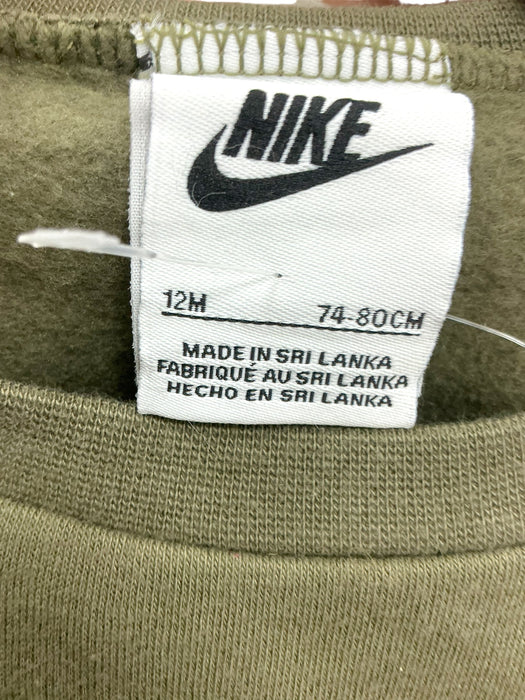 NIKE
12M 74-80CM
MADE IN SRI LANKA
FABRIQUÉ AU SRI LANKA
HECHO EN SRI LANKA